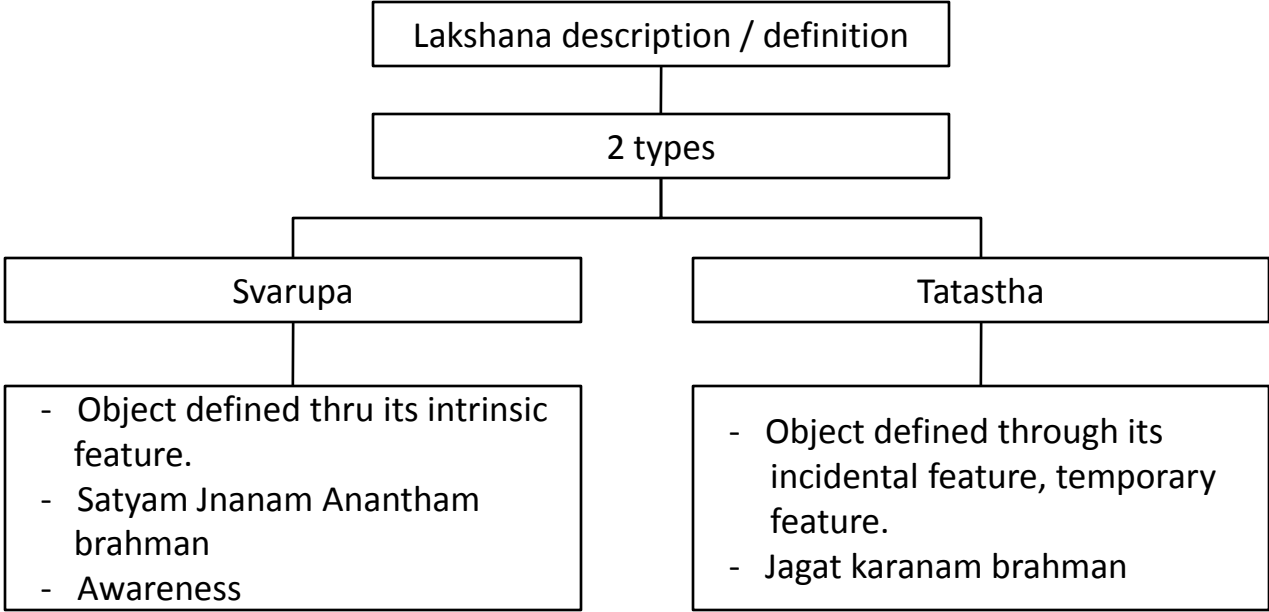 Lakshana description / definition
2 types
Svarupa
Tatastha
- Object defined thru its intrinsic
feature.
- Satyam Jnanam Anantham
brahman
- Awareness
- Object defined through its
incidental feature, temporary
feature.
- Jagat karanam brahman